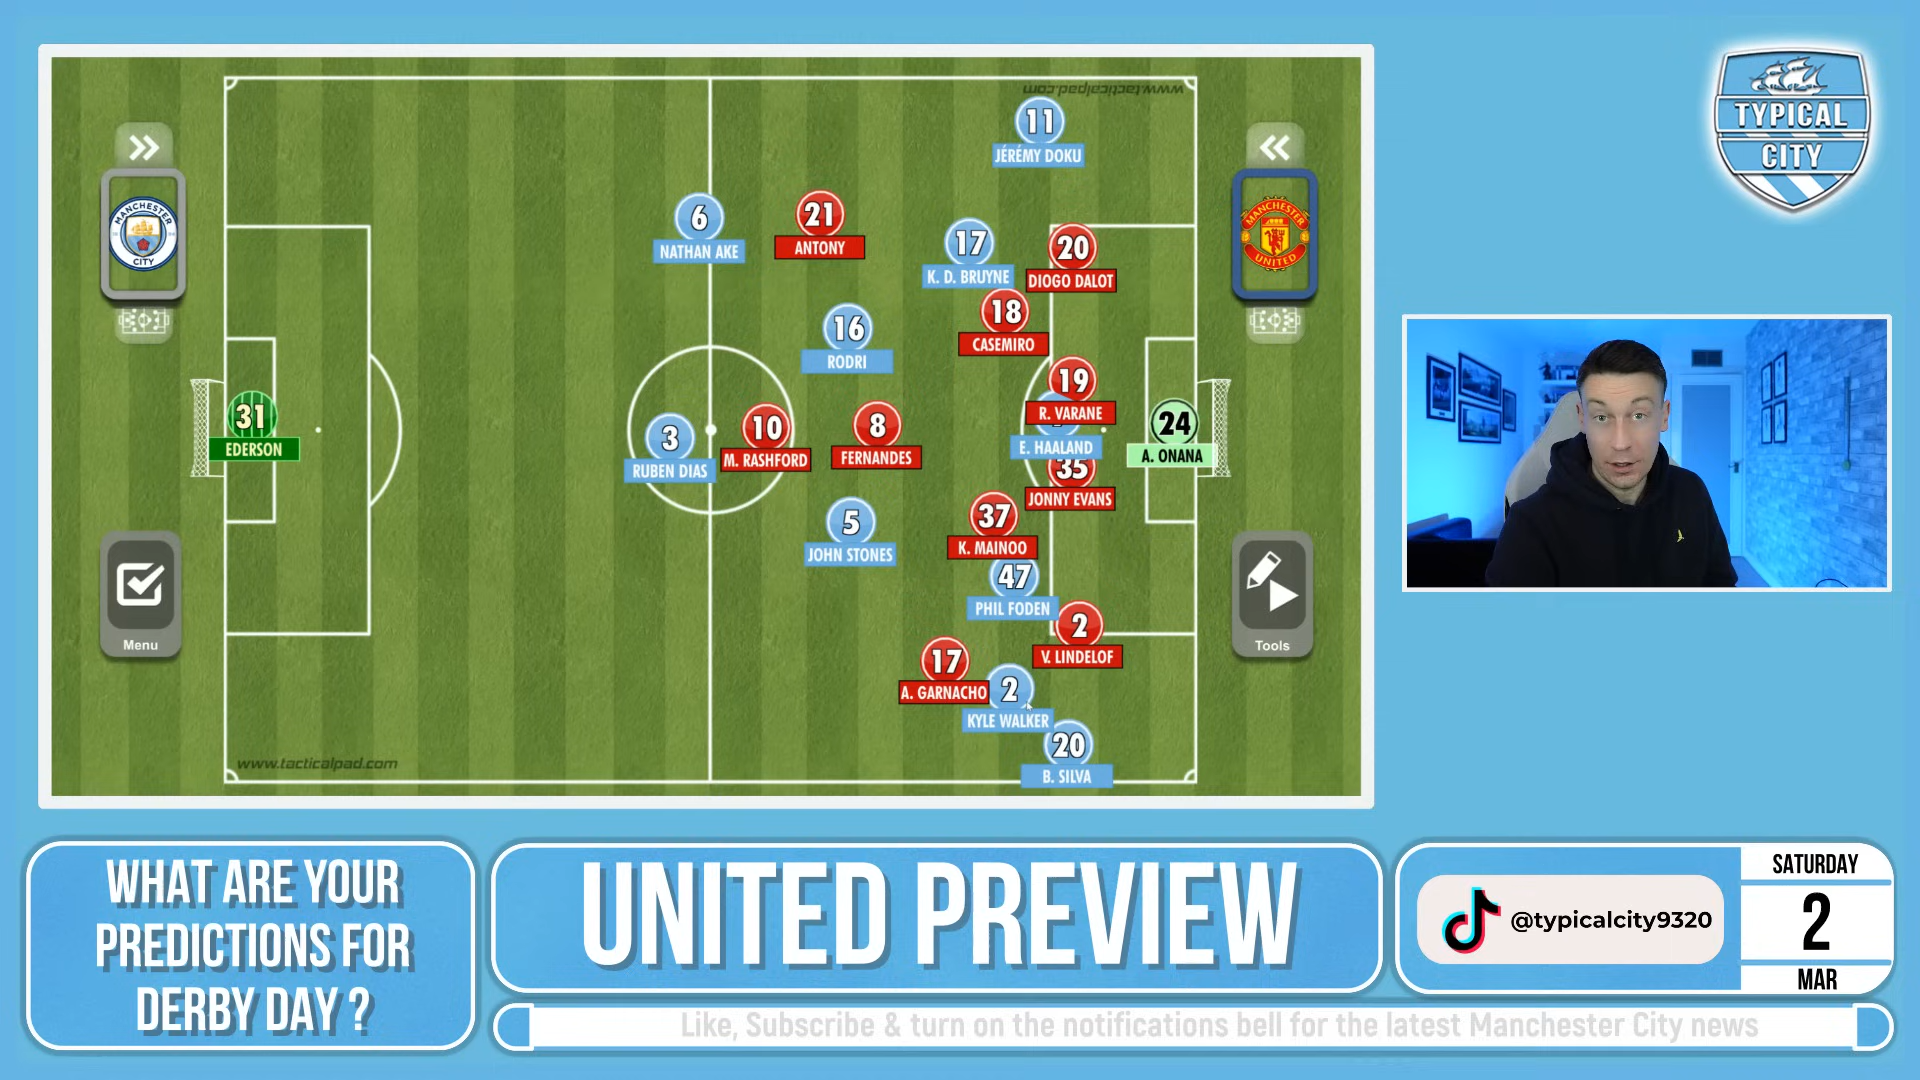 www.tacticalpad.com
11
JÉRÉMY DOKU
TYPICAL
CITY
MANCHESTER
CITY
MANCHESTER
UNITED
6
NATHAN AKE
21
ANTONY
17
K. D. BRUYNE
20
DIOGO DALOT
18
CASEMIRO
16
RODRI
19
R. VARANE
31
EDERSON
3
RUBEN DIAS
10
M. RASHFORD
8
FERNANDES
E. HAALAND
24
A. ONANA
35
JONNY EVANS
37
K. MAINOO
5
JOHN STONES
47
PHIL FODEN
2
V. LINDELOF
17
A. GARNACHO
2
KYLE WALKER
20
B. SILVA
Menu
Tools
www.tacticalpad.com
WHAT ARE YOUR
PREDICTIONS FOR
DERBY DAY ?
UNITED PREVIEW
@typicalcity9320
SATURDAY
2
MAR
Like, Subscribe & turn on the notifications bell for the latest Manchester City news